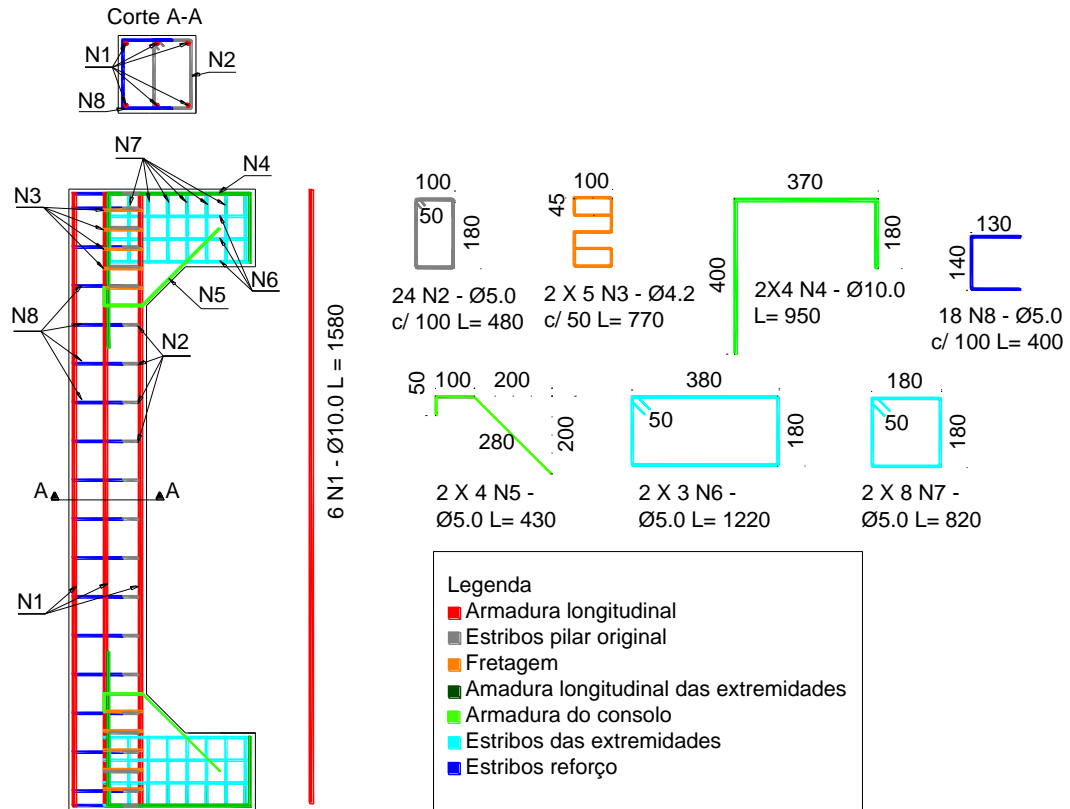 Corte A-A
N1
N2
N8
N7
N4
N3
N5
N6
N8
N2
A
A
N1
6 N1 - Ø10.0 L = 1580
100
50
180
24 N2 - Ø5.0
c/ 100 L= 480
100
45
2 X 5 N3 - Ø4.2
c/ 50 L= 770
370
400
180
2X4 N4 - Ø10.0
L= 950
130
140
18 N8 - Ø5.0
c/ 100 L= 400
50
100
200
280
200
2 X 4 N5 -
Ø5.0 L= 430
380
50
180
2 X 3 N6 -
Ø5.0 L= 1220
180
50
180
2 X 8 N7 -
Ø5.0 L= 820
Legenda
Armadura longitudinal
Estribos pilar original
Fretagem
Amadura longitudinal das extremidades
Armadura do consolo
Estribos das extremidades
Estribos reforço